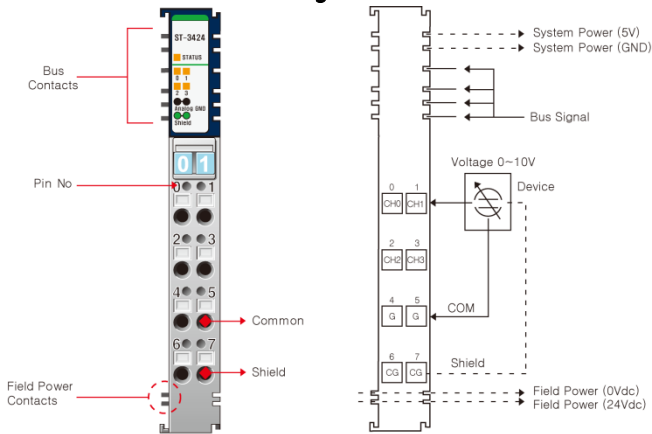 ST-3424
STATUS
0 1
2 3
Analog GND
Shield
Bus
Contacts
0 1
Pin No
0 1
2 3
4 5
Common
6 7
Shield
Field Power
Contacts
System Power (5V)
System Power (GND)
Bus Signal
Voltage 0~10V
Device
0 1
CH0 CH1
2 3
CH2 CH3
4 5
G G
COM
6 7
CG CG
Shield
Field Power (0Vdc)
Field Power (24Vdc)